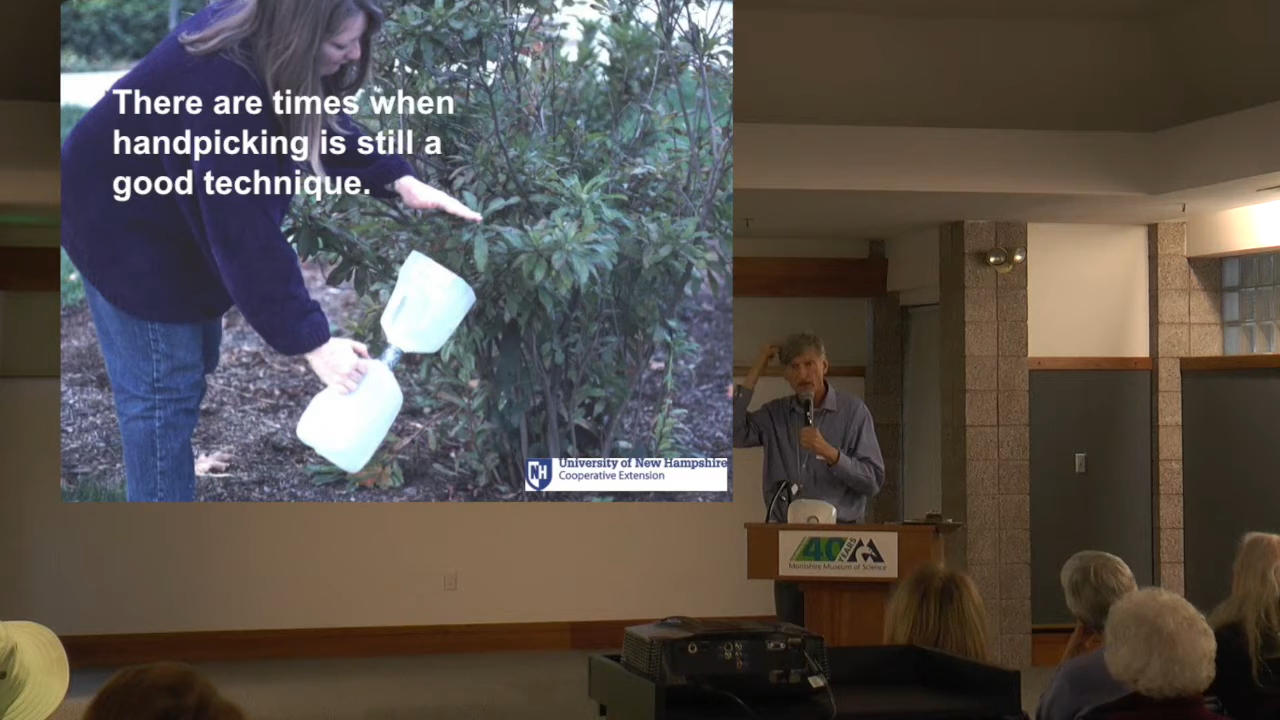 There are times when
handpicking is still a
good technique.
NH
University of New Hampshire
Cooperative Extension
40 YEARS
Montshire Museum of Science